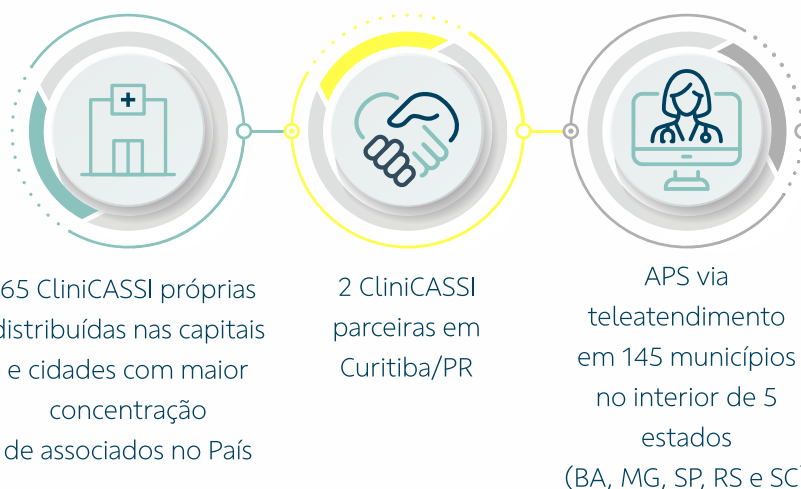 65 CliniCASSI próprias
distribuídas nas capitais
e cidades com maior
concentração
de associados no País
2 CliniCASSI
parceiras em
Curitiba/PR
APS via
teleatendimento
em 145 municípios
no interior de 5
estados
(BA, MG, SP, RS e SC)